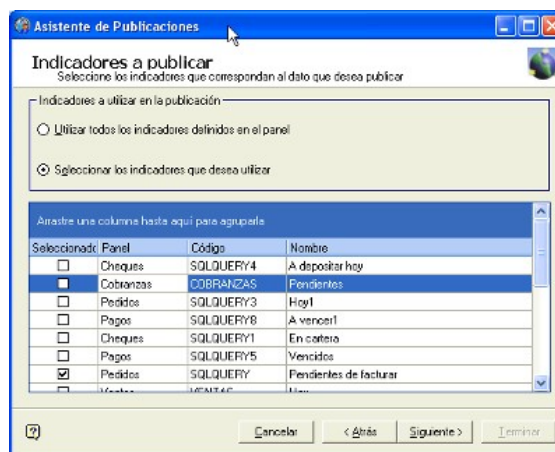 Asistente de Publicaciones
Indicadores a publicar
Seleccione los indicadores que correspondan al dato que desea publicar
Indicadores a utilizar en la publicación
Utilizar todos los indicadores definidos en el panel
Seleccionar los indicadores que desea utilizar
Arrastre una columna hasta aquí para agruparla
Seleccionado Panel Código Nombre
Cheques SQLQUERY4 A depositar hoy
Cobranzas COBRANZAS Pendientes
Pedidos SQLQUERY3 Hoy1
Pagos SQLQUERY8 A vencer1
Cheques SQLQUERY1 En cartera
Pagos SQLQUERY5 Vencidos
Pedidos SQLQUERY Pendientes de facturar
Ventas VENTAS Hoy
? Cancelar < Atrás Siguiente > Terminar